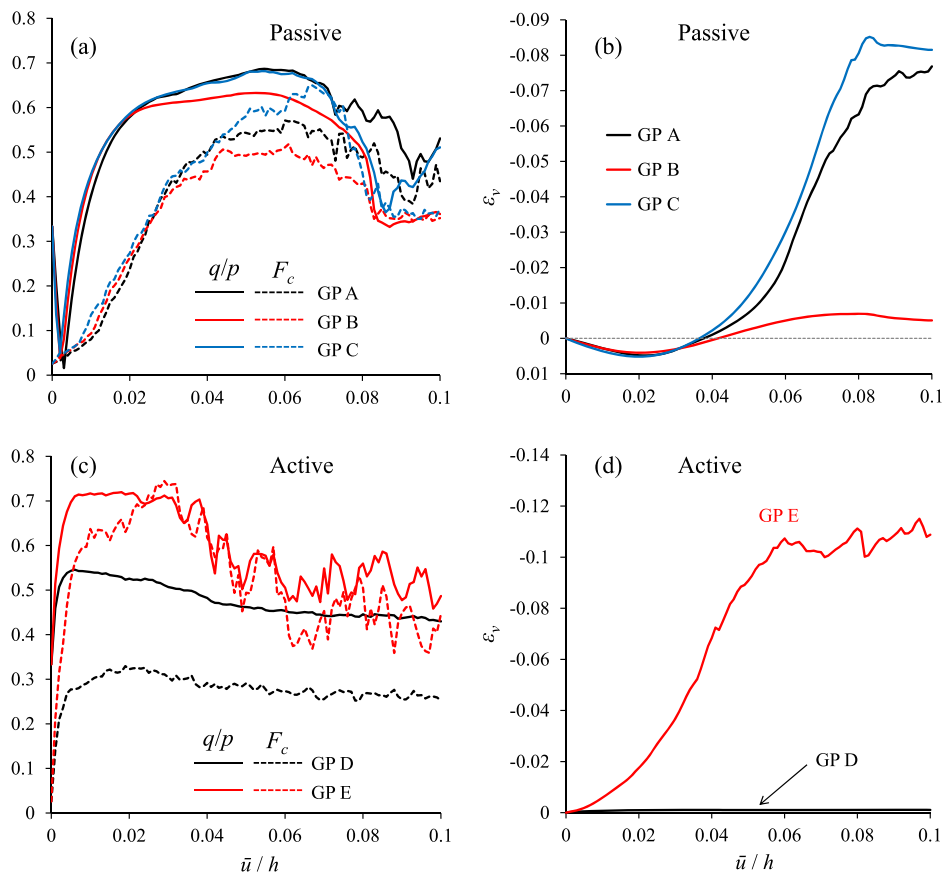 (a) Passive
0.8
0.7
0.6
0.5
0.4
0.3
0.2
0.1
0
q/p F_c
GP A
GP B
GP C
0 0.02 0.04 0.06 0.08 0.1
(b) Passive
-0.09
-0.08
-0.07
-0.06
-0.05
-0.04
-0.03
-0.02
-0.01
0
0.01
ε_v
GP A
GP B
GP C
0 0.02 0.04 0.06 0.08 0.1
(c) Active
0.8
0.7
0.6
0.5
0.4
0.3
0.2
0.1
0
q/p F_c
GP D
GP E
0 0.02 0.04 0.06 0.08 0.1
ū / h
(d) Active
-0.14
-0.12
-0.1
-0.08
-0.06
-0.04
-0.02
0
ε_v
GP E
GP D
0 0.02 0.04 0.06 0.08 0.1
ū / h